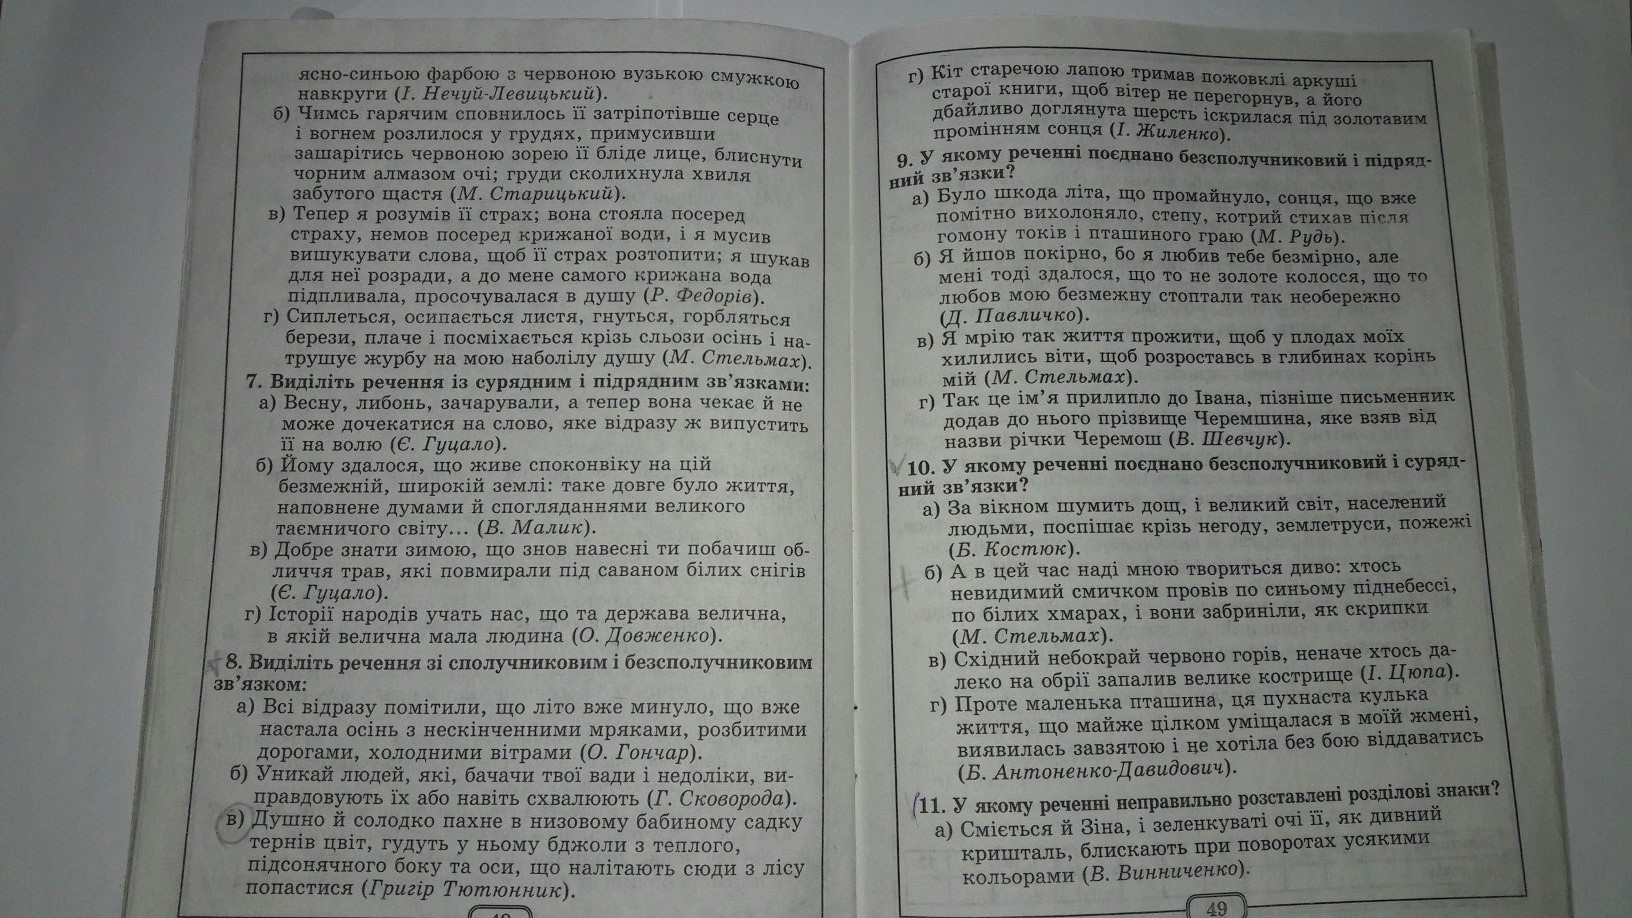 ясно-синьою фарбою з червоною вузькою смужкою
навкруги (І. Нечуй-Левицький).
б) Чимсь гарячим сповнилось її затріпотівше серце
і вогнем розлилося у грудях, примусивши
зашарітись червоною зорею її бліде лице, блиснути
чорним алмазом очі; груди сколихнула хвиля
забутого щастя (М. Старицький).
в) Тепер я розумів її страх; вона стояла посеред
страху, немов посеред крижаної води, і я мусив
вишукувати слова, щоб її страх розтопити; я шукав
для неї розради, а до мене самого крижана вода
підпливала, просочувалася в душу (Р. Федорів).
г) Сиплеться, осипається листя, гнуться, горбляться
берези, плаче і посміхається крізь сльози осінь і на-
трушує журбу на мою наболілу душу (М. Стельмах).
7. Виділіть речення із сурядним і підрядним зв’язками:
а) Весну, либонь, зачарували, а тепер вона чекає й не
може дочекатися на слово, яке відразу ж випустить
її на волю (Є. Гуцало).
б) Йому здалося, що живе споконвіку на цій
безмежній, широкій землі: таке довге було життя,
наповнене думами й спогляданнями великого
таємничого світу... (В. Малик).
в) Добре знати зимою, що знов навесні ти побачиш об-
личчя трав, які повмирали під саваном білих снігів
(Є. Гуцало).
г) Історії народів учать нас, що та держава велична,
в якій велична мала людина (О. Довженко).
8. Виділіть речення зі сполучниковим і безсполучниковим
зв’язком:
а) Всі відразу помітили, що літо вже минуло, що вже
настала осінь з нескінченними мряками, розбитими
дорогами, холодними вітрами (О. Гончар).
б) Уникай людей, які, бачачи твої вади і недоліки, ви-
правдовують їх або навіть схвалюють (Г. Сковорода).
в) Душно й солодко пахне в низовому бабиному садку
тернів цвіт, гудуть у ньому бджоли з теплого,
підсонячного боку та оси, що налітають сюди з лісу
попастися (Григір Тютюнник).
г) Кіт старечою лапою тримав пожовклі аркуші
старої книги, щоб вітер не перегорнув, а його
дбайливо доглянута шерсть іскрилася під золотавим
промінням сонця (І. Жиленко).
9. У якому реченні поєднано безсполучниковий і підряд-
ний зв’язки?
а) Було шкода літа, що промайнуло, сонця, що вже
помітно вихолоняло, степу, котрий стихав після
гомону токів і пташиного граю (М. Рудь).
б) Я йшов покірно, бо я любив тебе безмірно, але
мені тоді здалося, що то не золоте колосся, що то
любов мою безмежну стоптали так необережно
(Д. Павличко).
в) Я мрію так життя прожити, щоб у плодах моїх
хилились віти, щоб розроставсь в глибинах корінь
мій (М. Стельмах).
г) Так це ім’я прилипло до Івана, пізніше письменник
додав до нього прізвище Черемшина, яке взяв від
назви річки Черемош (В. Шевчук).
10. У якому реченні поєднано безсполучниковий і суряд-
ний зв’язки?
а) За вікном шумить дощ, і великий світ, населений
людьми, поспішає крізь негоду, землетруси, пожежі
(Б. Костюк).
б) А в цей час наді мною твориться диво: хтось
невидимий смичком провів по синьому піднебессі,
по білих хмарах, і вони забриніли, як скрипки
(М. Стельмах).
в) Східний небокрай червоно горів, неначе хтось да-
леко на обрії запалив велике кострище (І. Цюпа).
г) Проте маленька пташина, ця пухнаста кулька
життя, що майже цілком уміщалася в моїй жмені,
виявилась завзятою і не хотіла без бою віддаватись
(Б. Антоненко-Давидович).
11. У якому реченні неправильно розставлені розділові знаки?
а) Сміється й Зіна, і зеленкуваті очі її, як дивний
кришталь, блискають при поворотах усякими
кольорами (В. Винниченко).
49